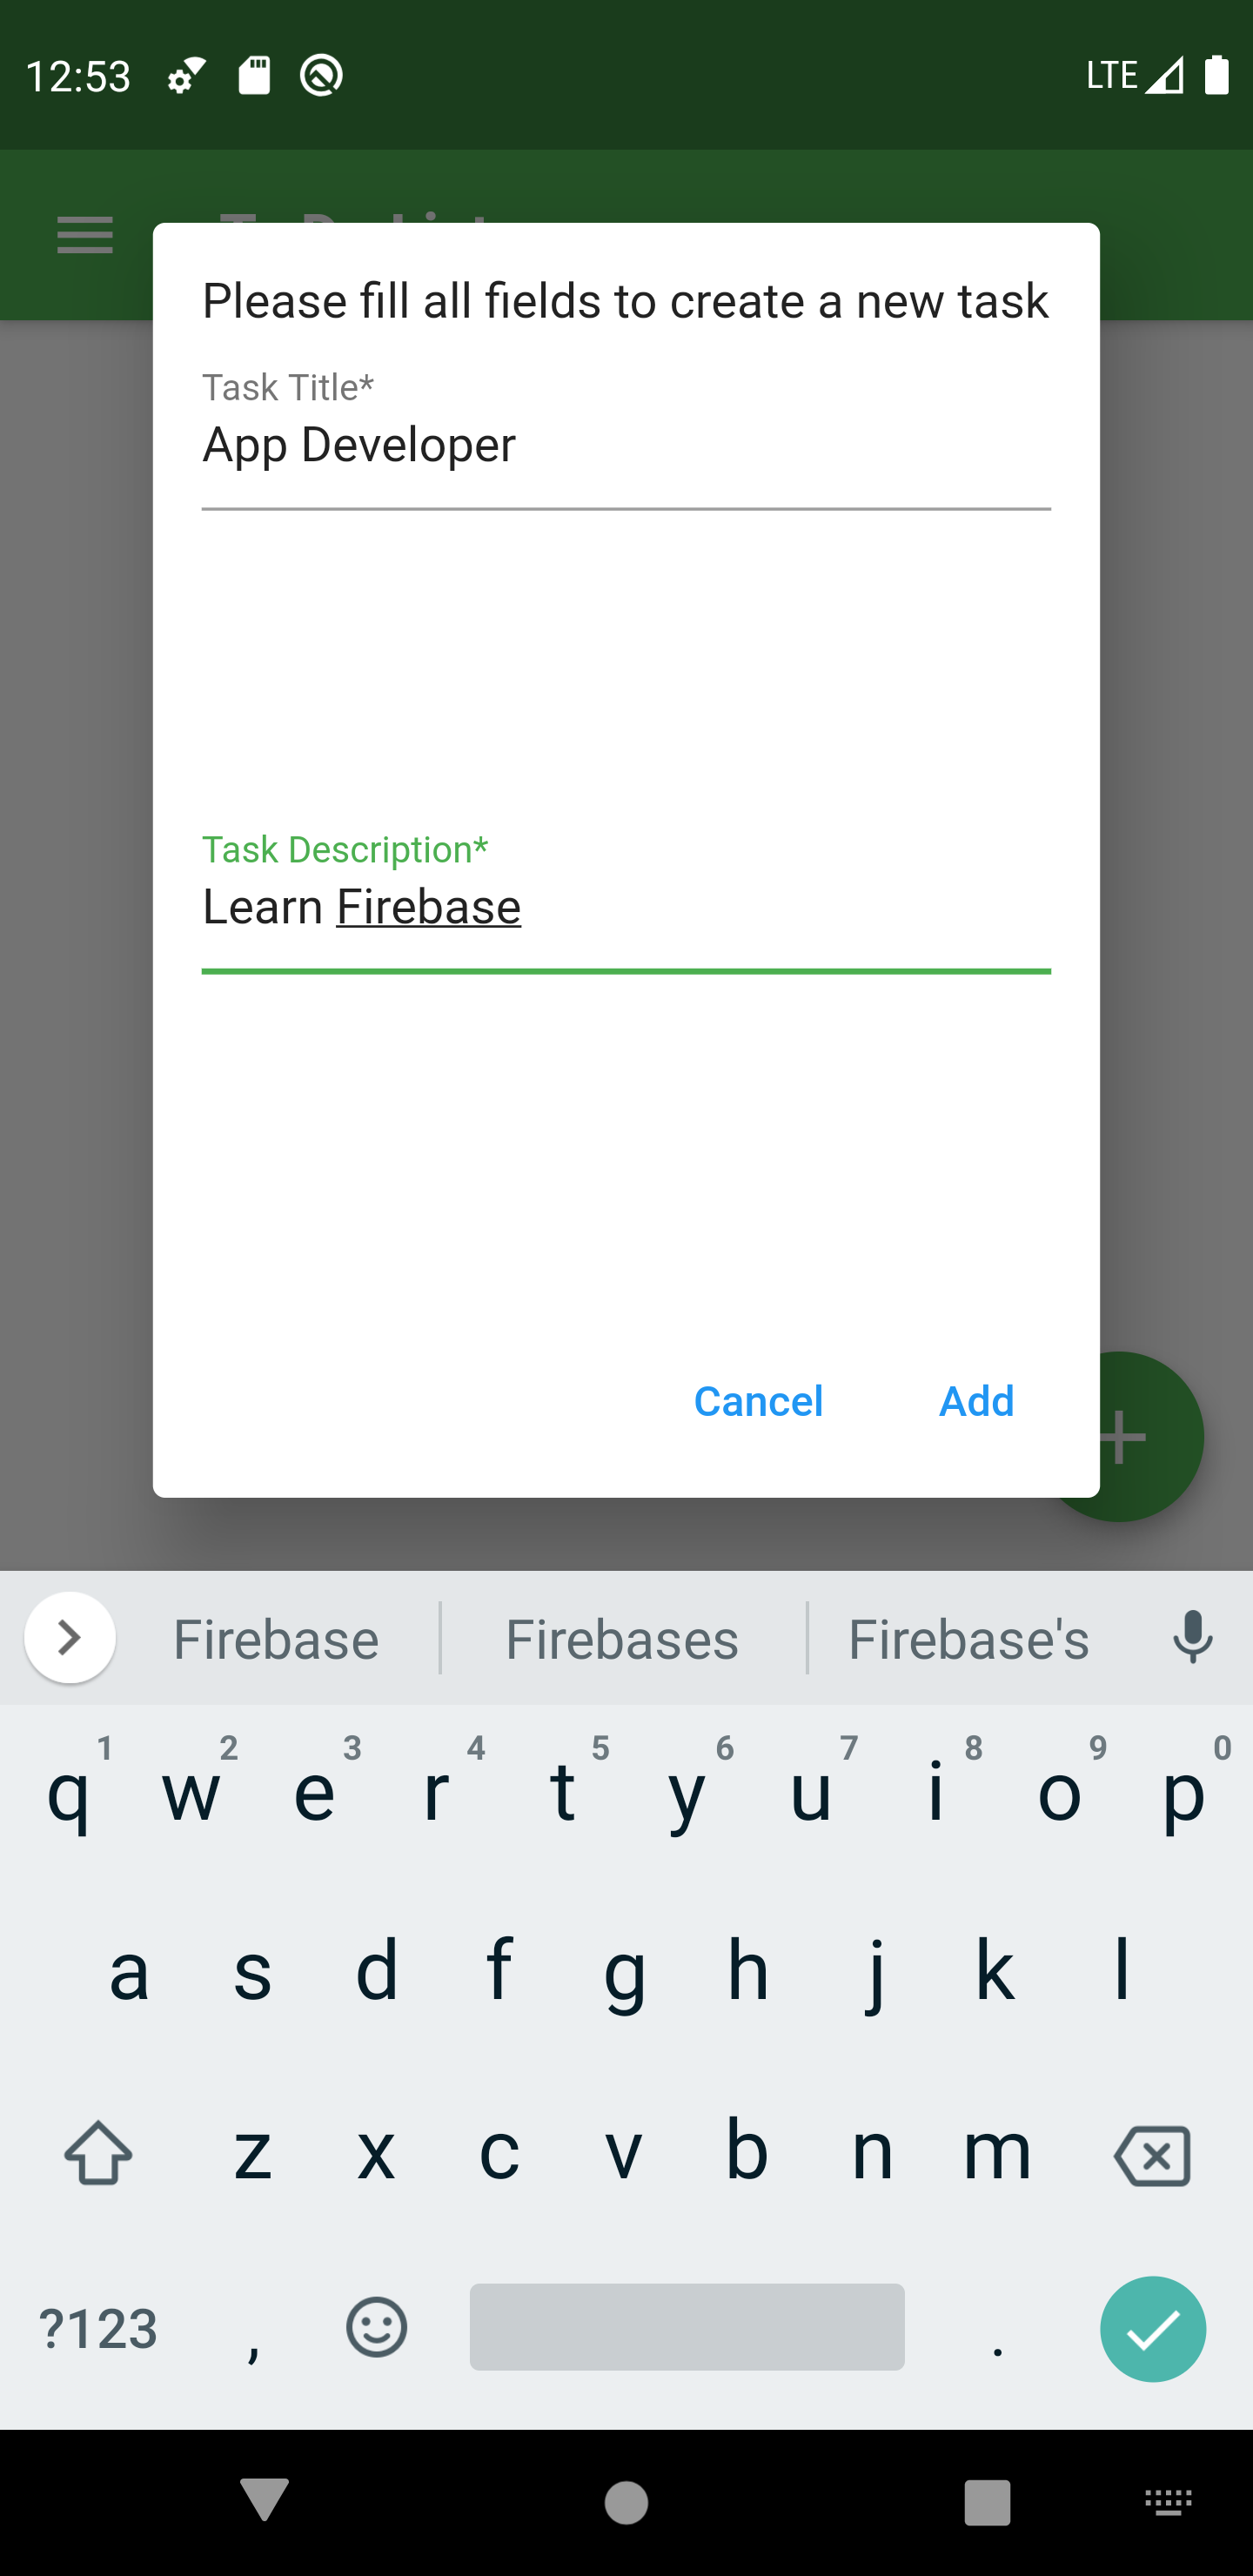 12:53 LTE
Please fill all fields to create a new task
Task Title*
App Developer
Task Description*
Learn Firebase
Cancel Add
Firebase Firebases Firebase's
1 2 3 4 5 6 7 8 9 0
q w e r t y u i o p
a s d f g h j k l
z x c v b n m
?123 , .